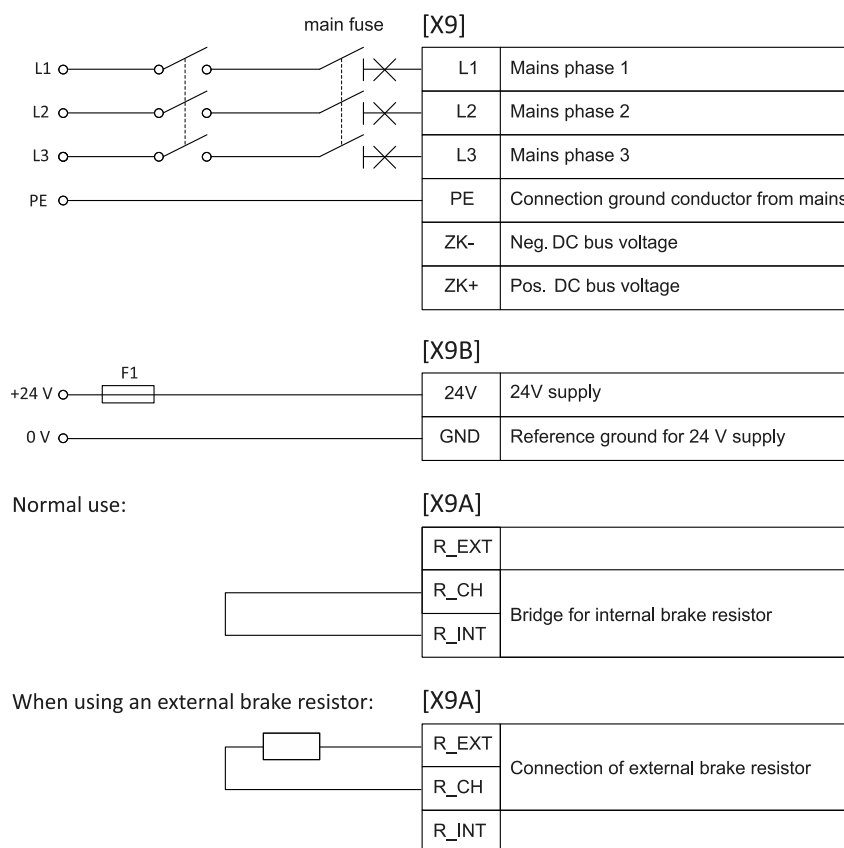 main fuse [X9]
L1 L1 Mains phase 1
L2 L2 Mains phase 2
L3 L3 Mains phase 3
PE PE Connection ground conductor from mains
ZK- Neg. DC bus voltage
ZK+ Pos. DC bus voltage
[X9B]
F1
+24 V 24V 24V supply
0 V GND Reference ground for 24 V supply
Normal use: [X9A]
R_EXT
R_CH
Bridge for internal brake resistor
R_INT
When using an external brake resistor: [X9A]
R_EXT
Connection of external brake resistor
R_CH
R_INT